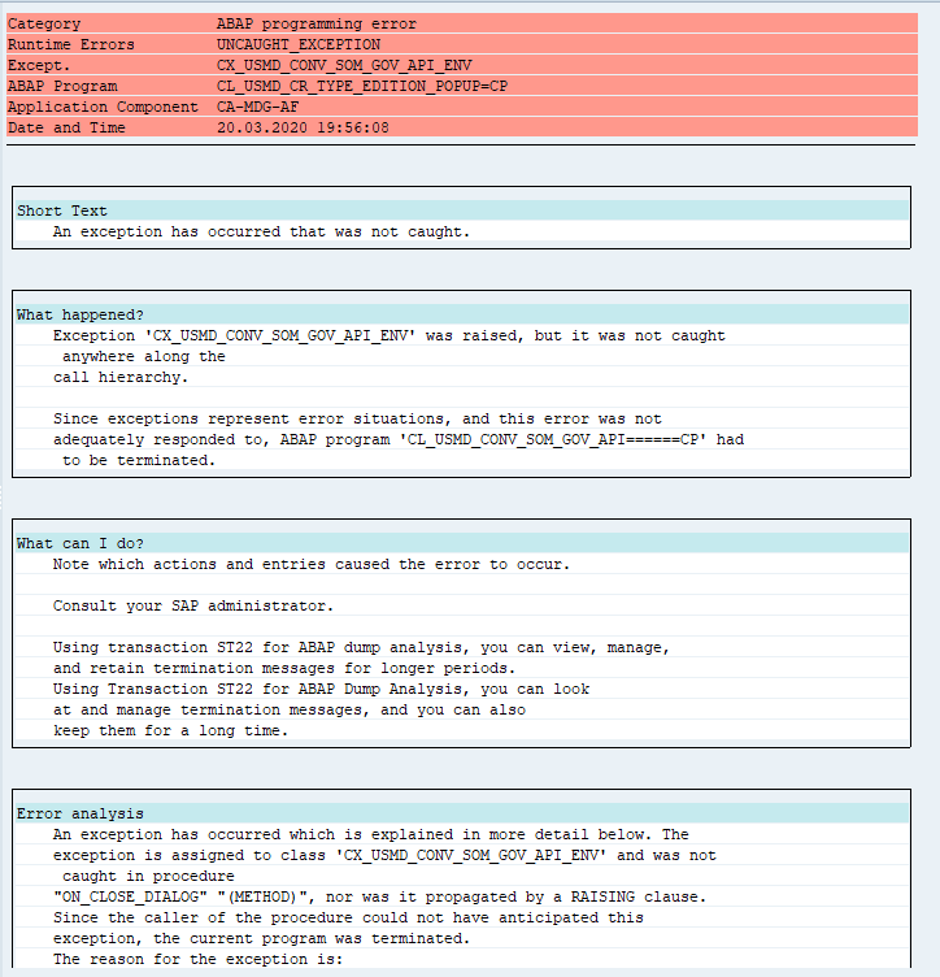 Category ABAP programming error
Runtime Errors UNCAUGHT_EXCEPTION
Except. CX_USMD_CONV_SOM_GOV_API_ENV
ABAP Program CL_USMD_CR_TYPE_EDITION_POPUP=CP
Application Component CA-MDG-AF
Date and Time 20.03.2020 19:56:08
Short Text
An exception has occurred that was not caught.
What happened?
Exception 'CX_USMD_CONV_SOM_GOV_API_ENV' was raised, but it was not caught
anywhere along the
call hierarchy.
Since exceptions represent error situations, and this error was not
adequately responded to, ABAP program 'CL_USMD_CONV_SOM_GOV_API======CP' had
to be terminated.
What can I do?
Note which actions and entries caused the error to occur.
Consult your SAP administrator.
Using transaction ST22 for ABAP dump analysis, you can view, manage,
and retain termination messages for longer periods.
Using Transaction ST22 for ABAP Dump Analysis, you can look
at and manage termination messages, and you can also
keep them for a long time.
Error analysis
An exception has occurred which is explained in more detail below. The
exception is assigned to class 'CX_USMD_CONV_SOM_GOV_API_ENV' and was not
caught in procedure
"ON_CLOSE_DIALOG" "(METHOD)", nor was it propagated by a RAISING clause.
Since the caller of the procedure could not have anticipated this
exception, the current program was terminated.
The reason for the exception is: